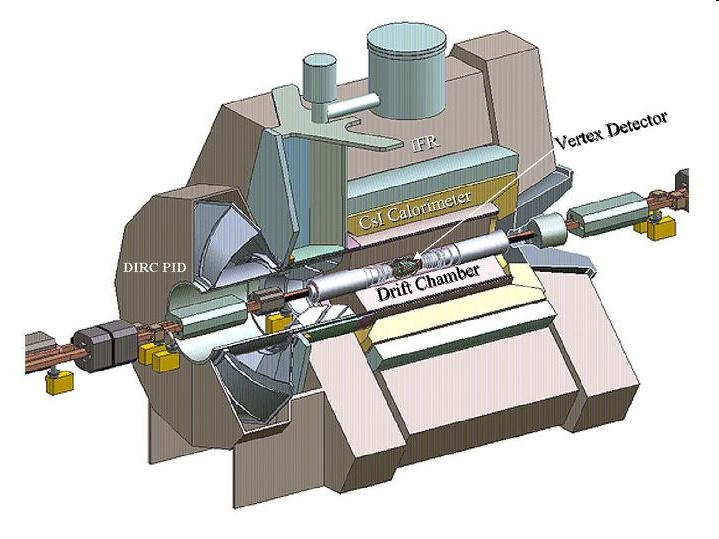 IFR
Vertex Detector
CsI Calorimeter
DIRC PID
Drift Chamber